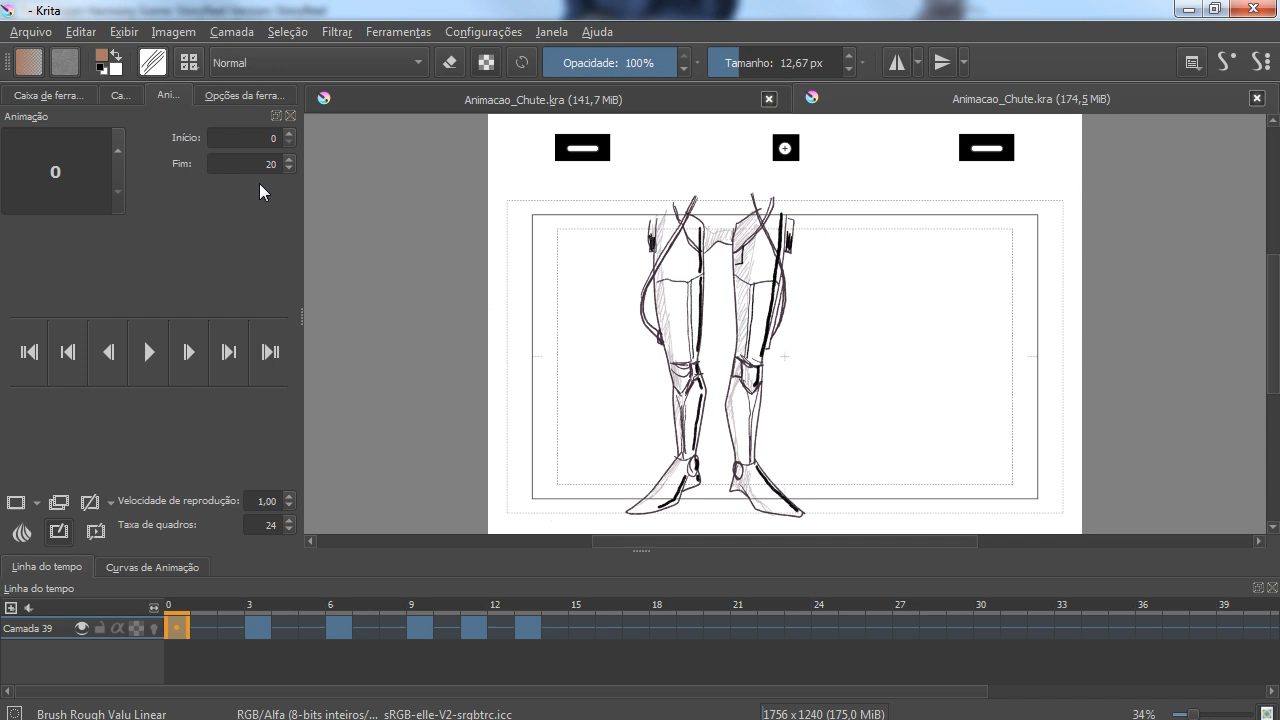 - Krita
Arquivo Editar Exibir Imagem Camada Seleção Filtrar Ferramentas Configurações Janela Ajuda
Normal Opacidade: 100% Tamanho: 12,67 px
Caixa de ferra... Ca... Ani... Opções da ferra...
Animacao_Chute.kra (141,7 MiB) Animacao_Chute.kra (174,5 MiB)
Animação
Início: 0
Fim: 20
0
Velocidade de reprodução: 1,00
Taxa de quadros: 24
Linha do tempo Curvas de Animação
Linha do tempo
0 3 6 9 12 15 18 21 24 27 30 33 36 39
Camada 39
Brush Rough Valu Linear RGB/Alfa (8-bits inteiros/... sRGB-elle-V2-srgbtrc.icc 1756 x 1240 (175,0 MiB) 34%